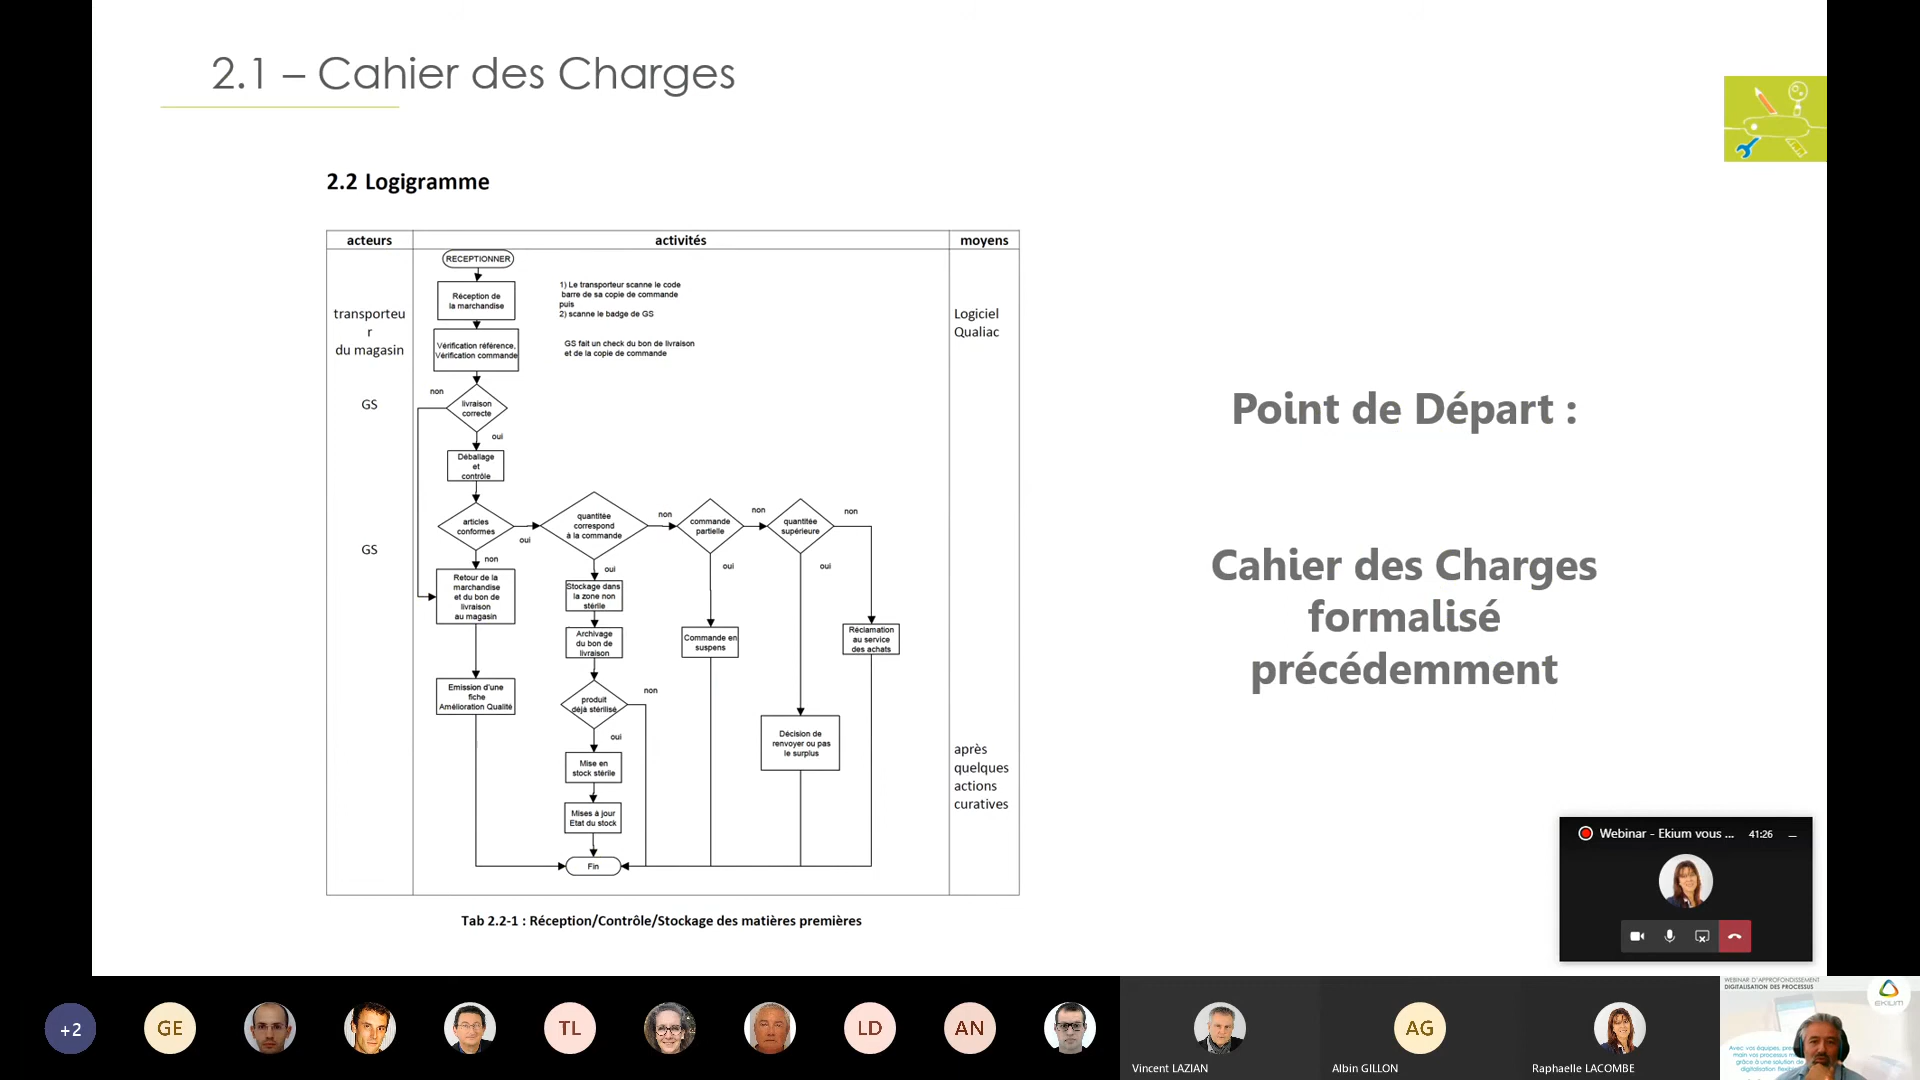 2.1 – Cahier des Charges
2.2 Logigramme
acteurs
activités
moyens
RECEPTIONNER
Réception de
la marchandise
1) Le transporteur scanne le code
barre de sa copie de commande
puis
2) scanne le badge de GS
transporteu
r
du magasin
Logiciel
Qualiac
Vérification référence,
Vérification commande
GS fait un check du bon de livraison
et de la copie de commande
non
GS
livraison
correcte
oui
Déballage
et
contrôle
GS
articles
conformes
oui
non
quantitée
correspond
à la commande
non
oui
commande
partielle
non
oui
quantitée
supérieure
non
oui
Retour de la
marchandise
et du bon de
livraison
au magasin
Stockage dans
la zone non
stérile
Archivage
du bon de
livraison
Commande en
suspens
Réclamation
au service
des achats
Emission d'une
fiche
Amélioration Qualité
produit
déjà stérilisé
non
oui
Décision de
renvoyer ou pas
le surplus
Mise en
stock stérile
Mises à jour
Etat du stock
après
quelques
actions
curatives
Fin
Tab 2.2-1 : Réception/Contrôle/Stockage des matières premières
Point de Départ :
Cahier des Charges
formalisé
précédemment
Webinar - Ekium vous ...
41:26
+2
GE
TL
LD
AN
Vincent LAZIAN
AG
Albin GILLON
Raphaelle LACOMBE
WEBINAR D'APPROFONDISSEMENT
DIGITALISATION DES PROCESSUS
EKIUM